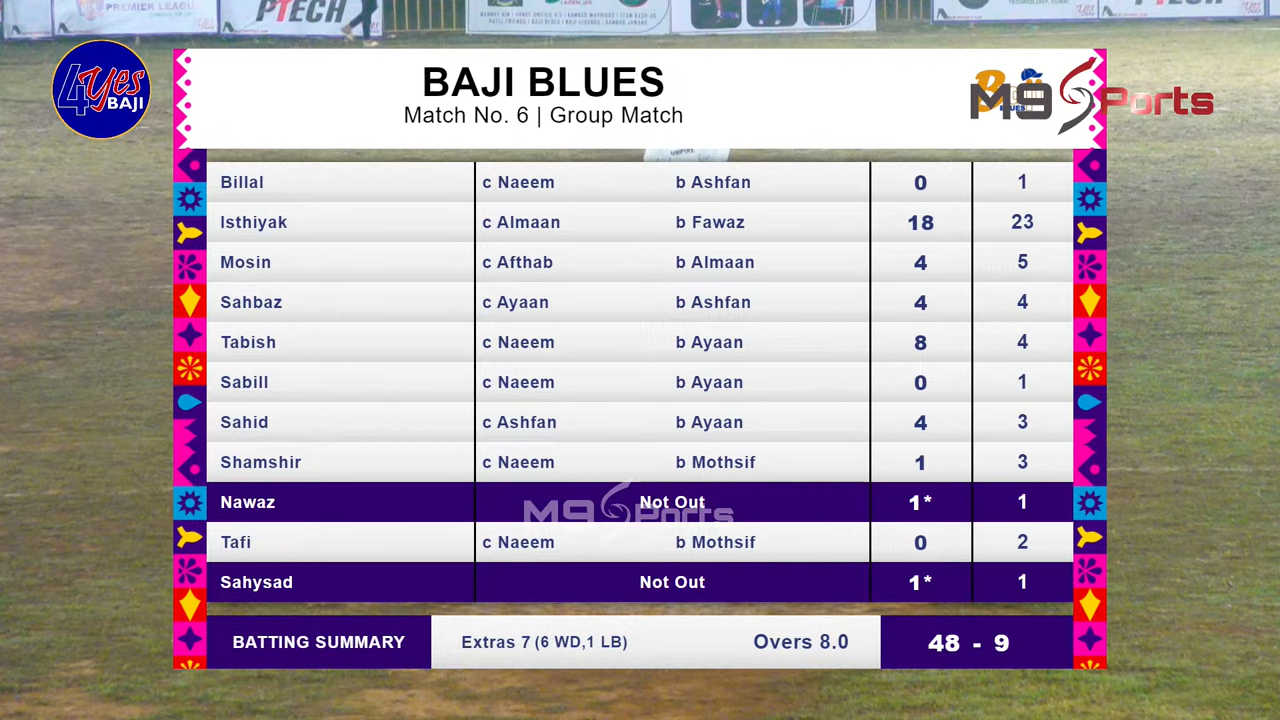 PREMIER LEAGUE
PTECH
4Yes BAJI
BAJI BLUES
Match No. 6 | Group Match
M9 SPorts
UMPIRE
Billal c Naeem b Ashfan 0 1
Isthiyak c Almaan b Fawaz 18 23
Mosin c Afthab b Almaan 4 5
Sahbaz c Ayaan b Ashfan 4 4
Tabish c Naeem b Ayaan 8 4
Sabill c Naeem b Ayaan 0 1
Sahid c Ashfan b Ayaan 4 3
Shamshir c Naeem b Mothsif 1 3
Nawaz Not Out 1* 1
M9 SPorts
Tafi c Naeem b Mothsif 0 2
Sahysad Not Out 1* 1
BATTING SUMMARY Extras 7 (6 WD,1 LB) Overs 8.0 48 - 9